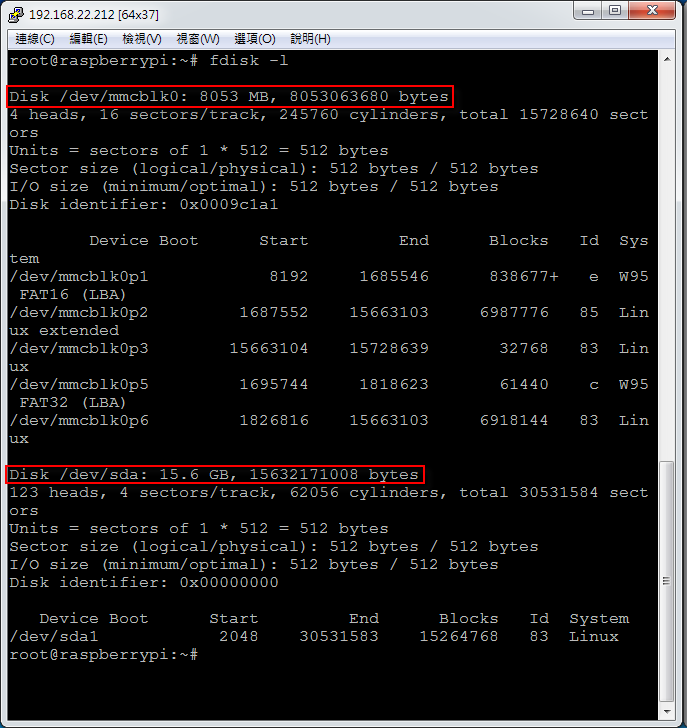 192.168.22.212 [64x37]
連線(C) 編輯(E) 檢視(V) 視窗(W) 選項(O) 說明(H)
root@raspberrypi:~# fdisk -l
Disk /dev/mmcblk0: 8053 MB, 8053063680 bytes
4 heads, 16 sectors/track, 245760 cylinders, total 15728640 sect
ors
Units = sectors of 1 * 512 = 512 bytes
Sector size (logical/physical): 512 bytes / 512 bytes
I/O size (minimum/optimal): 512 bytes / 512 bytes
Disk identifier: 0x0009c1a1
Device Boot Start End Blocks Id Sys
tem
/dev/mmcblk0p1 8192 1685546 838677+ e W95
FAT16 (LBA)
/dev/mmcblk0p2 1687552 15663103 6987776 85 Lin
ux extended
/dev/mmcblk0p3 15663104 15728639 32768 83 Lin
ux
/dev/mmcblk0p5 1695744 1818623 61440 c W95
FAT32 (LBA)
/dev/mmcblk0p6 1826816 15663103 6918144 83 Lin
ux
Disk /dev/sda: 15.6 GB, 15632171008 bytes
123 heads, 4 sectors/track, 62056 cylinders, total 30531584 sect
ors
Units = sectors of 1 * 512 = 512 bytes
Sector size (logical/physical): 512 bytes / 512 bytes
I/O size (minimum/optimal): 512 bytes / 512 bytes
Disk identifier: 0x00000000
Device Boot Start End Blocks Id System
/dev/sda1 2048 30531583 15264768 83 Linux
root@raspberrypi:~#